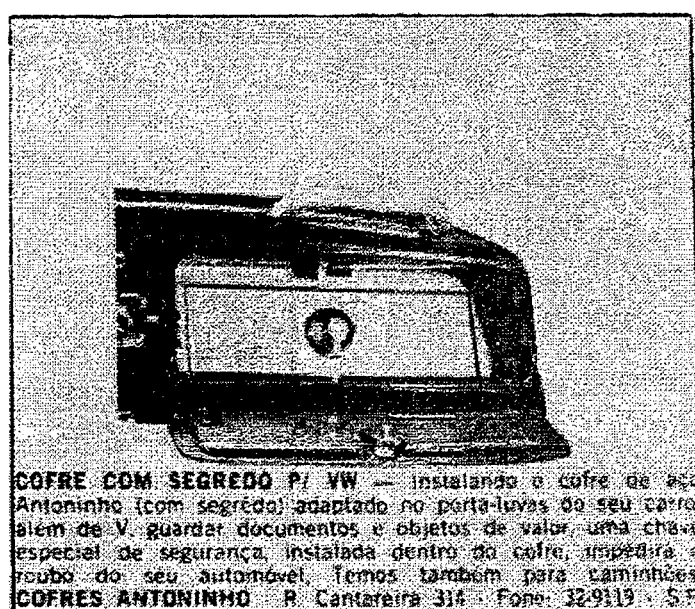 COFRE COM SEGREDO P/ VW — Instalando o cofre de aç
Antoninho (com segredo) adaptado no porta-luvas do seu carro
além de V. guardar documentos e objetos de valor, uma chav
especial de segurança, instalada dentro do cofre, impedirá
roubo do seu automóvel. Temos também para caminhões
COFRES ANTONINHO R. Cantareira 314 - Fone: 32-9119 -